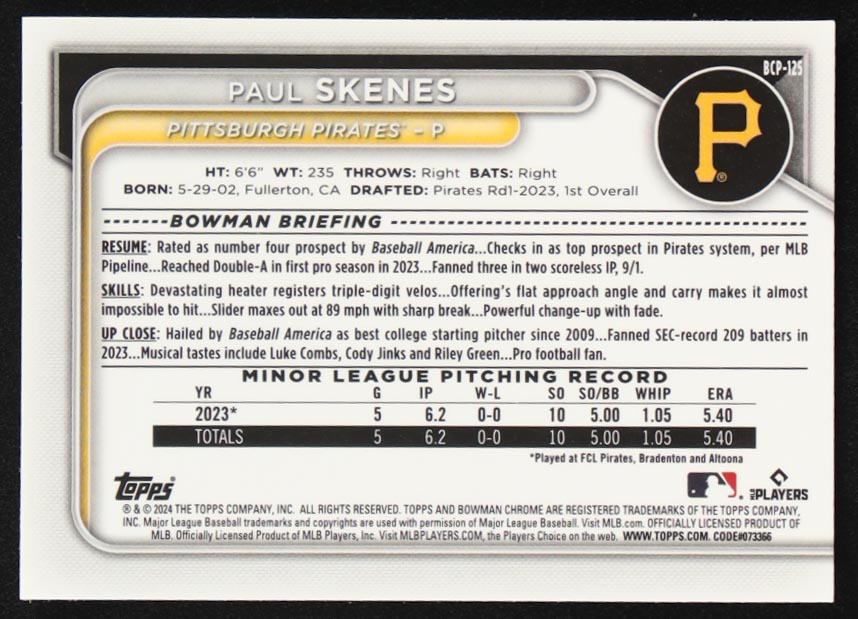 BCP-125
PAUL SKENES
PITTSBURGH PIRATES™ – P
P®
HT: 6'6" WT: 235 THROWS: Right BATS: Right
BORN: 5-29-02, Fullerton, CA DRAFTED: Pirates Rd1-2023, 1st Overall
BOWMAN BRIEFING
RESUME: Rated as number four prospect by Baseball America...Checks in as top prospect in Pirates system, per MLB
Pipeline...Reached Double-A in first pro season in 2023...Fanned three in two scoreless IP, 9/1.
SKILLS: Devastating heater registers triple-digit velos...Offering's flat approach angle and carry makes it almost
impossible to hit...Slider maxes out at 89 mph with sharp break...Powerful change-up with fade.
UP CLOSE: Hailed by Baseball America as best college starting pitcher since 2009...Fanned SEC-record 209 batters in
2023...Musical tastes include Luke Combs, Cody Jinks and Riley Green...Pro football fan.
MINOR LEAGUE PITCHING RECORD
YR G IP W-L SO SO/BB WHIP ERA
2023* 5 6.2 0-0 10 5.00 1.05 5.40
TOTALS 5 6.2 0-0 10 5.00 1.05 5.40
*Played at FCL Pirates, Bradenton and Altoona
Topps® MLB PLAYERS
® & © 2024 THE TOPPS COMPANY, INC. ALL RIGHTS RESERVED. TOPPS AND BOWMAN CHROME ARE REGISTERED TRADEMARKS OF THE TOPPS COMPANY,
INC. Major League Baseball trademarks and copyrights are used with permission of Major League Baseball. Visit MLB.com. OFFICIALLY LICENSED PRODUCT OF
MLB. Officially Licensed Product of MLB Players, Inc. Visit MLBPLAYERS.COM, the Players Choice on the web. WWW.TOPPS.COM. CODE#073366